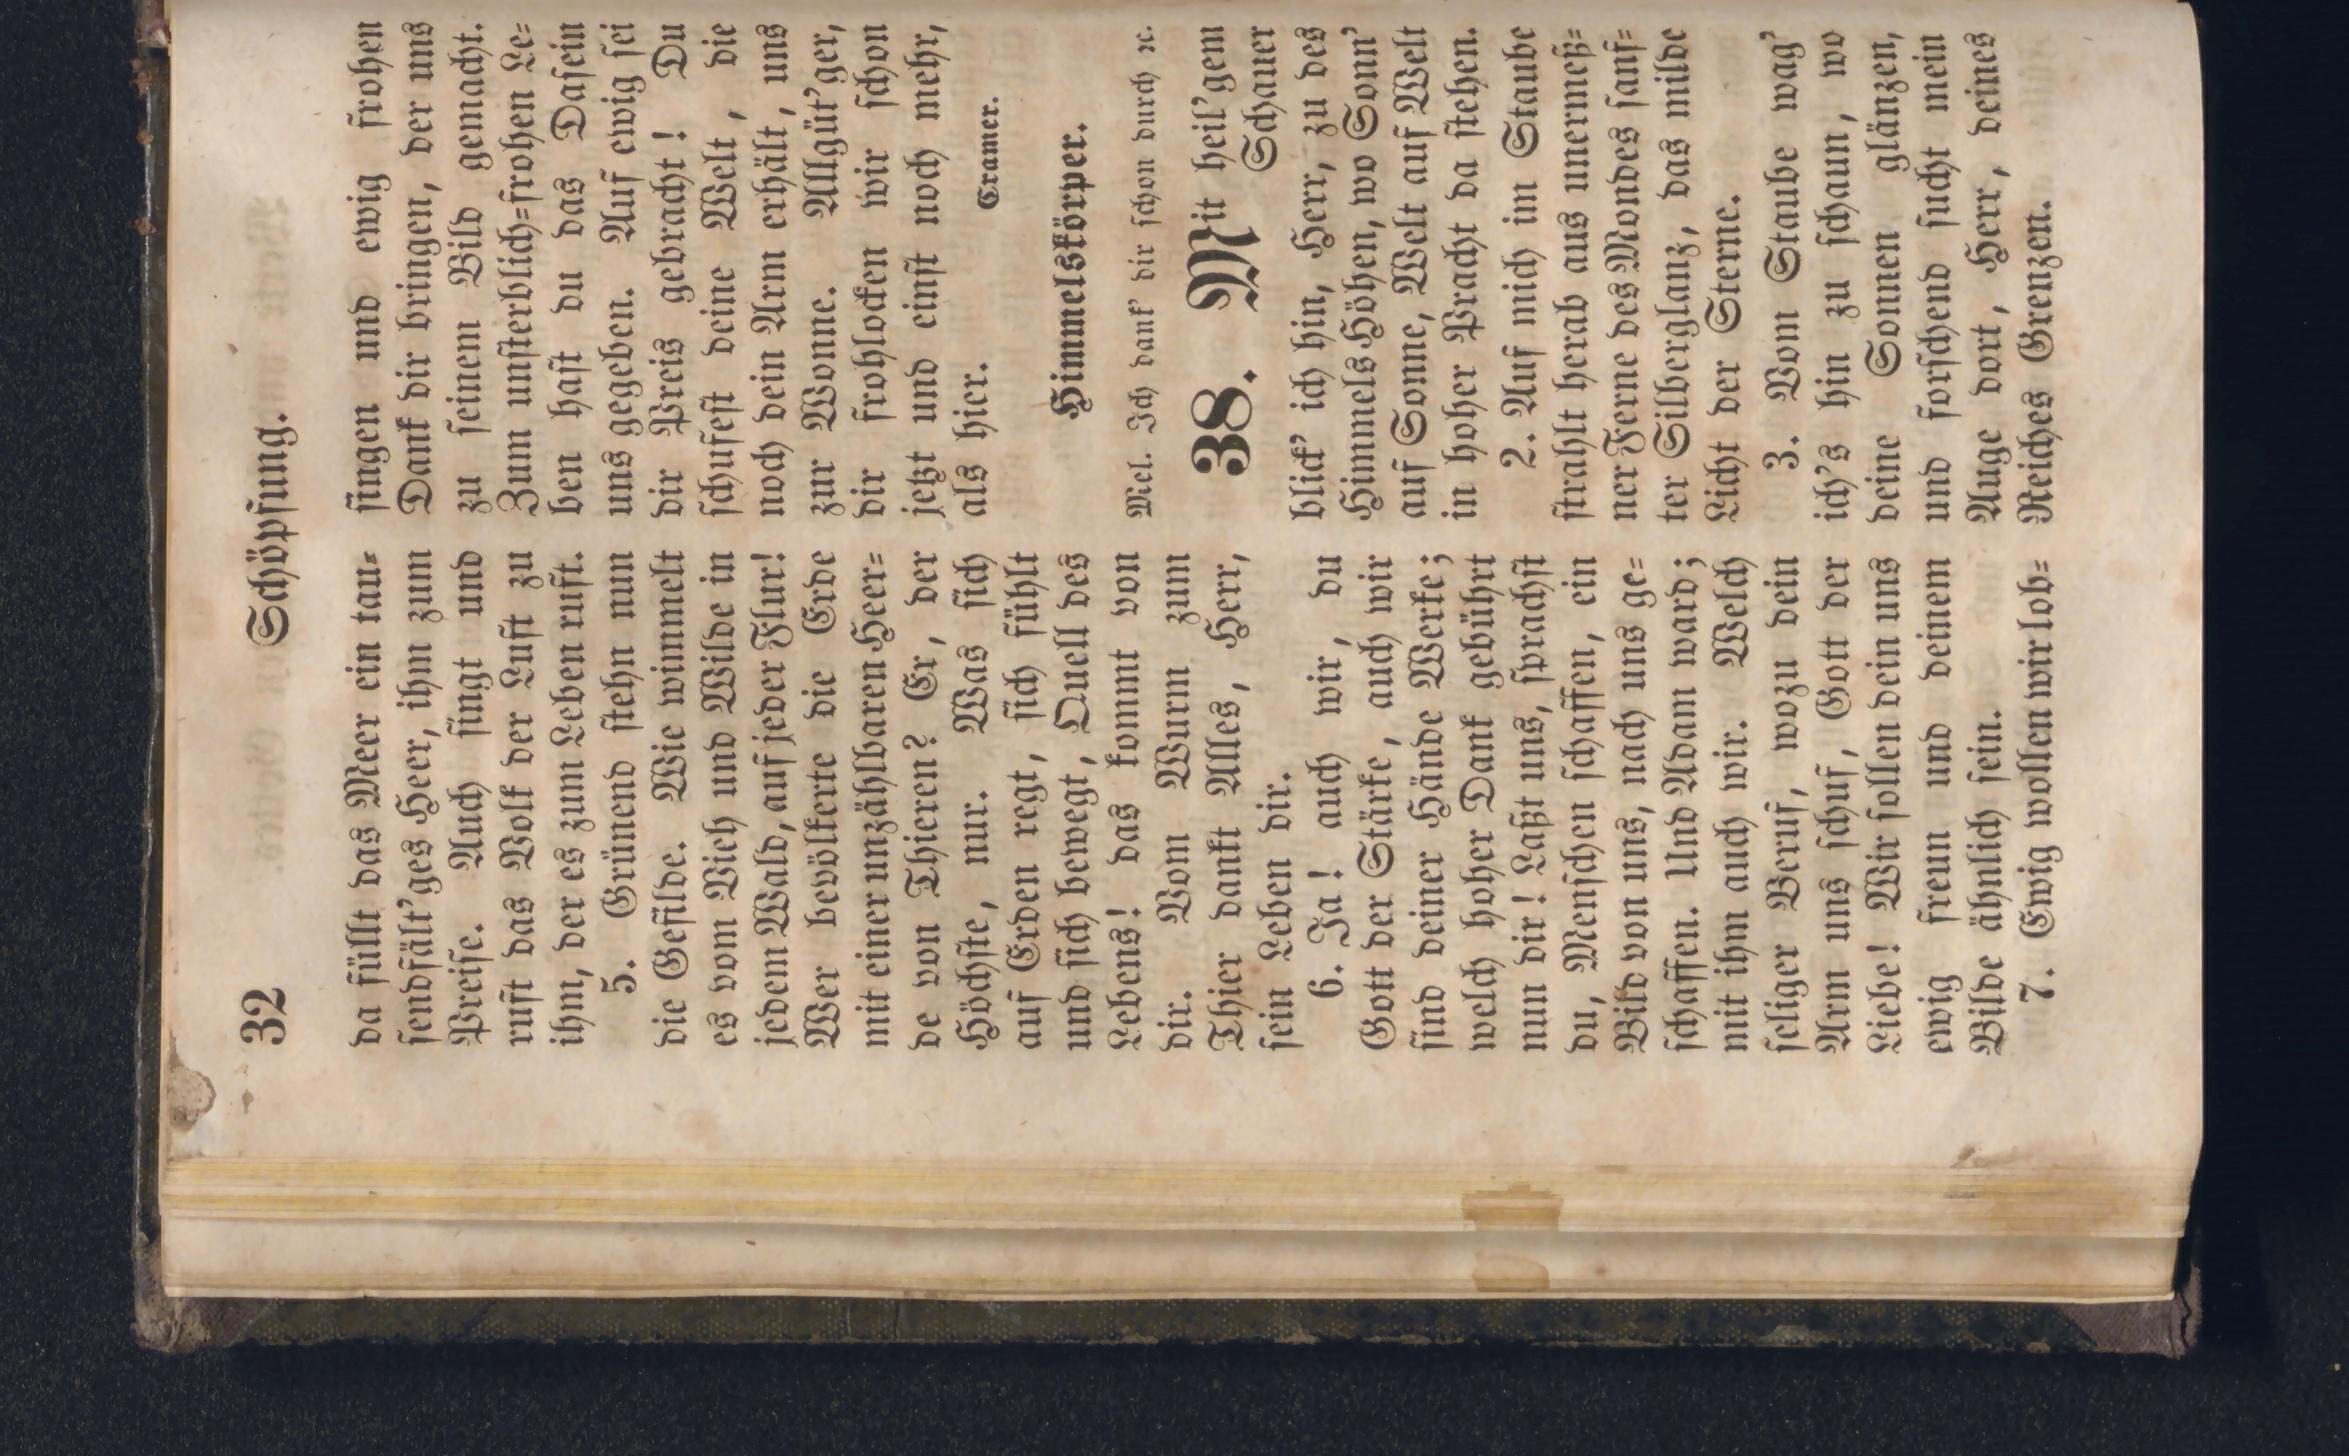 32 Schöpfung.
da füllt das Meer ein tau-
sendfält'ges Heer, ihm zum
Preise. Auch singt und
ruft das Volk der Luft zu
ihm, der es zum Leben ruft.
5. Grünend stehn nun
die Gefilde. Wie wimmelt
es vom Vieh und Wilde in
jedem Wald, auf jeder Flur!
Wer bevölkerte die Erde
mit einer unzählbaren Heer-
de von Thieren? Er, der
Höchste, nur. Was sich
auf Erden regt, sich fühlt
und sich bewegt, Quell des
Lebens! das kommt von
dir. Vom Wurm zum
Thier dankt Alles, Herr,
sein Leben dir.
6. Ja! auch wir, du
Gott der Stärke, auch wir
sind deiner Hände Werke;
welch hoher Dank gebührt
nun dir! Laßt uns, sprachst
du, Menschen schaffen, ein
Bild von uns, nach uns ge-
schaffen. Und Adam ward;
mit ihm auch wir. Welch
seliger Beruf, wozu dein
Arm uns schuf, Gott der
Liebe! Wir sollen dein uns
ewig freun und deinem
Bilde ähnlich sein.
7. Ewig wollen wir lob-
singen und ewig frohen
Dank dir bringen, der uns
zu seinem Bild gemacht.
Zum unsterblich-frohen Le-
ben hast du das Dasein
uns gegeben. Auf ewig sei
dir Preis gebracht! Du
schufest deine Welt, die
noch dein Arm erhält, uns
zur Wonne. Allgüt'ger,
dir frohlocken wir schon
jetzt und einst noch mehr,
als hier.
Cramer.
Himmelskörper.
Mel. Ich dank' dir schon durch ꝛc.
38. Mit heil'gem
Schauer
blick' ich hin, Herr, zu des
Himmels Höhen, wo Sonn'
auf Sonne, Welt auf Welt
in hoher Pracht da stehen.
2. Auf mich im Staube
strahlt herab aus unermeß-
ner Ferne des Mondes sanf-
ter Silberglanz, das milde
Licht der Sterne.
3. Vom Staube wag'
ich's hin zu schaun, wo
deine Sonnen glänzen,
und forschend sucht mein
Auge dort, Herr, deines
Reiches Grenzen.